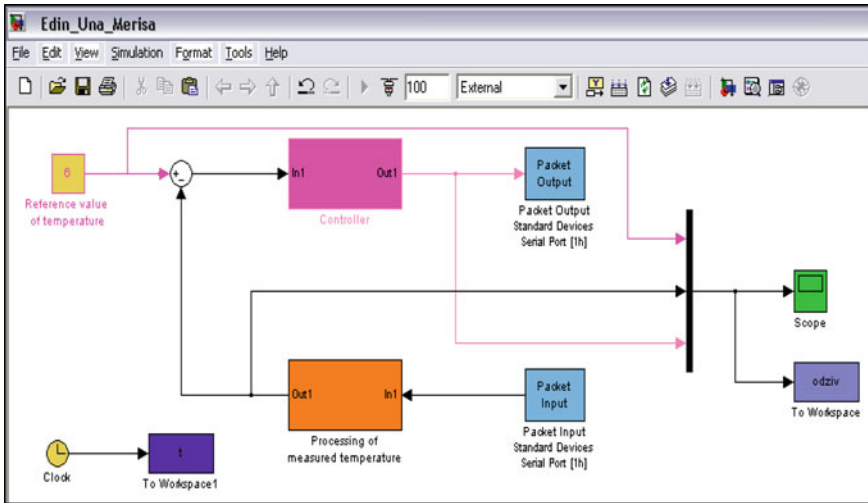 Edin_Una_Merisa
File Edit View Simulation Format Tools Help
100 External
6
Reference value
of temperature
+_
In1 Out1
Controller
Packet
Output
Packet Output
Standard Devices
Serial Port [1h]
Scope
Out1 In1
Processing of
measured temperature
Packet
Input
Packet Input
Standard Devices
Serial Port [1h]
odziv
To Workspace
Clock
t
To Workspace1